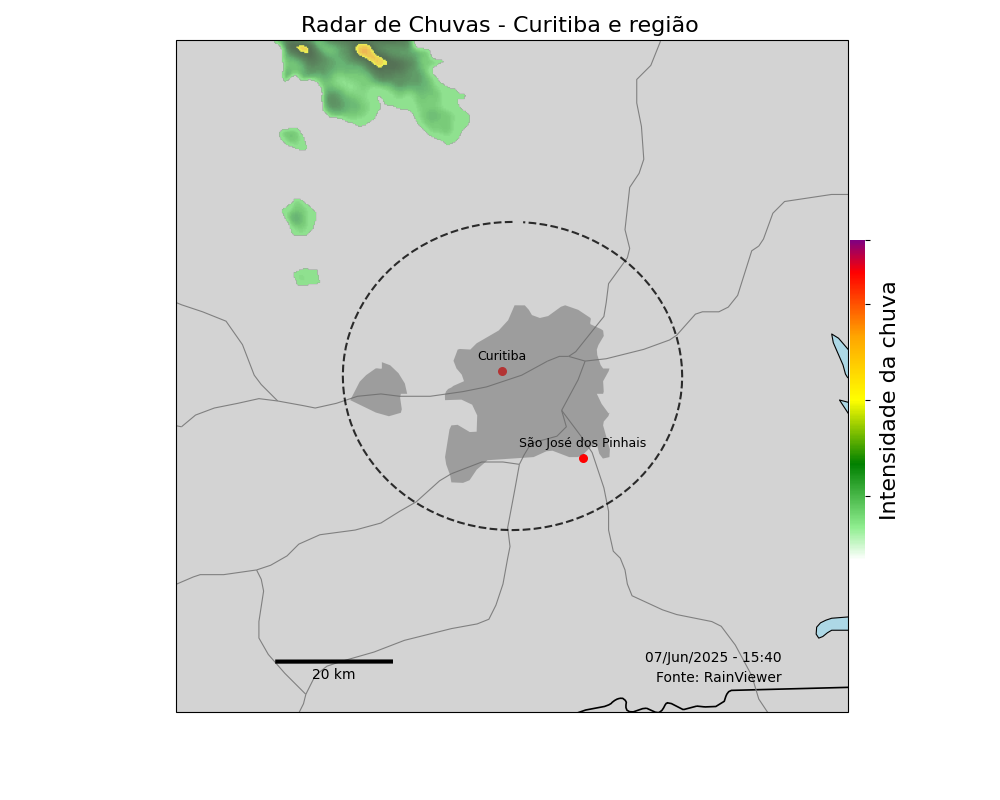 Radar de Chuvas - Curitiba e região
Curitiba
São José dos Pinhais
Intensidade da chuva
20 km
07/Jun/2025 - 15:40
Fonte: RainViewer